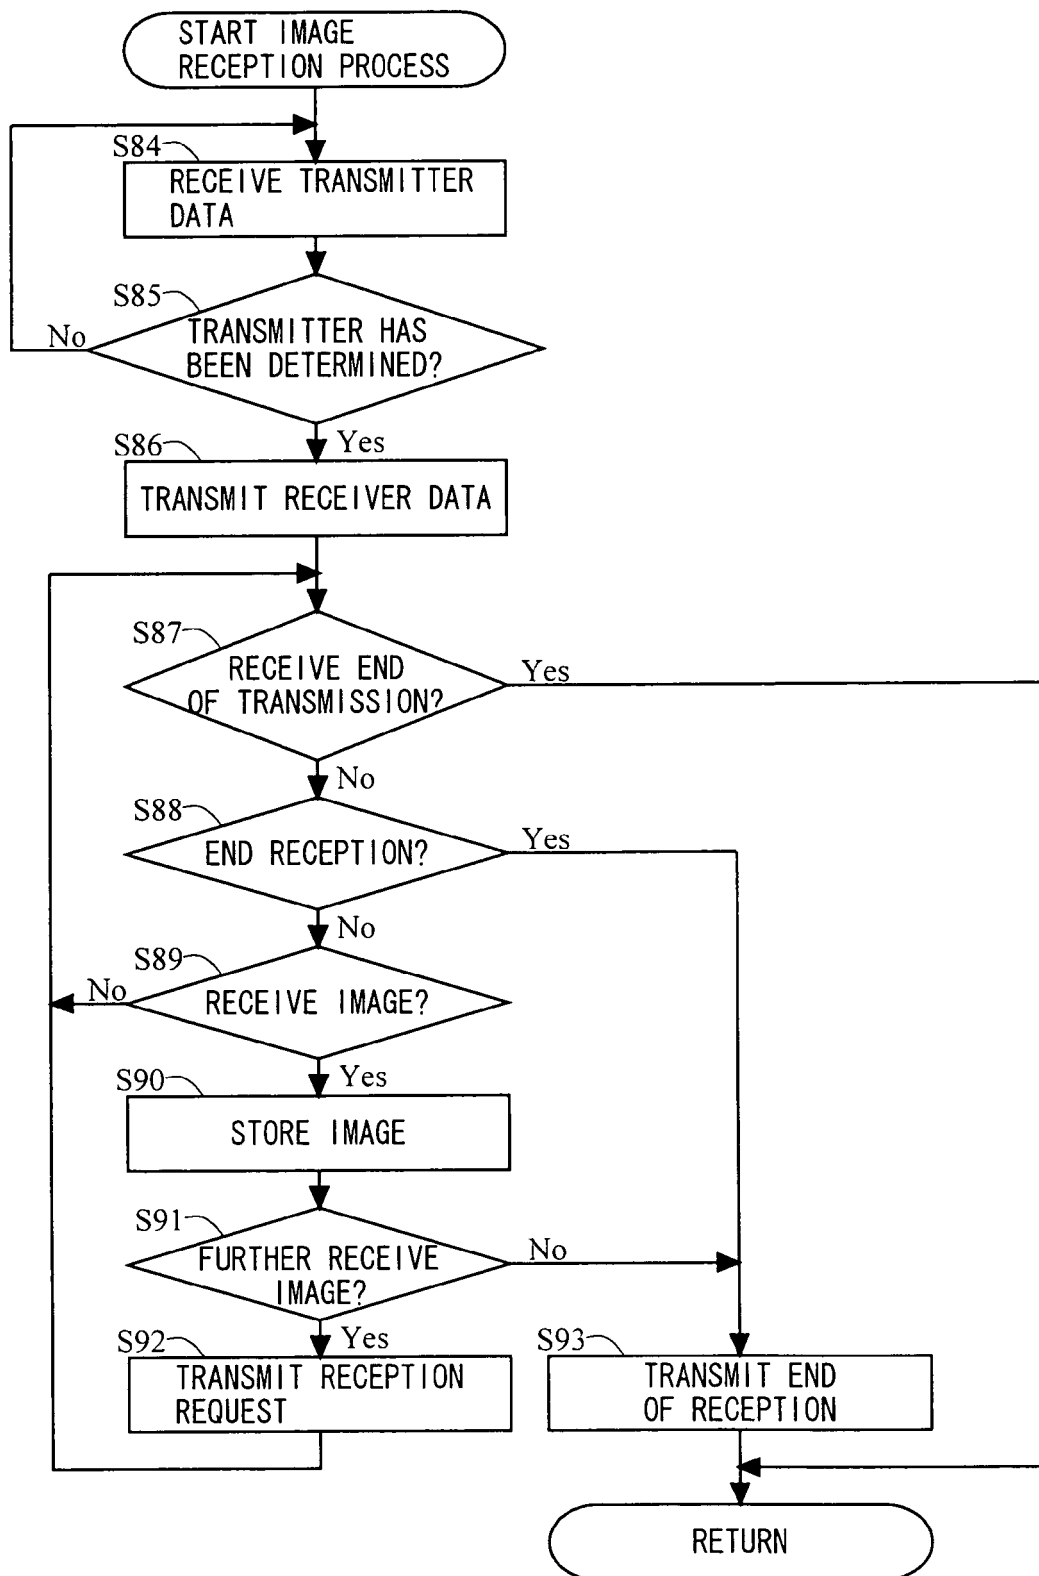 START IMAGE
RECEPTION PROCESS
S84
RECEIVE TRANSMITTER
DATA
S85
No
TRANSMITTER HAS
BEEN DETERMINED?
Yes
S86
TRANSMIT RECEIVER DATA
S87
RECEIVE END
OF TRANSMISSION?
Yes
No
S88
END RECEPTION?
Yes
No
S89
No
RECEIVE IMAGE?
Yes
S90
STORE IMAGE
S91
FURTHER RECEIVE
IMAGE?
No
Yes
S92
TRANSMIT RECEPTION
REQUEST
S93
TRANSMIT END
OF RECEPTION
RETURN